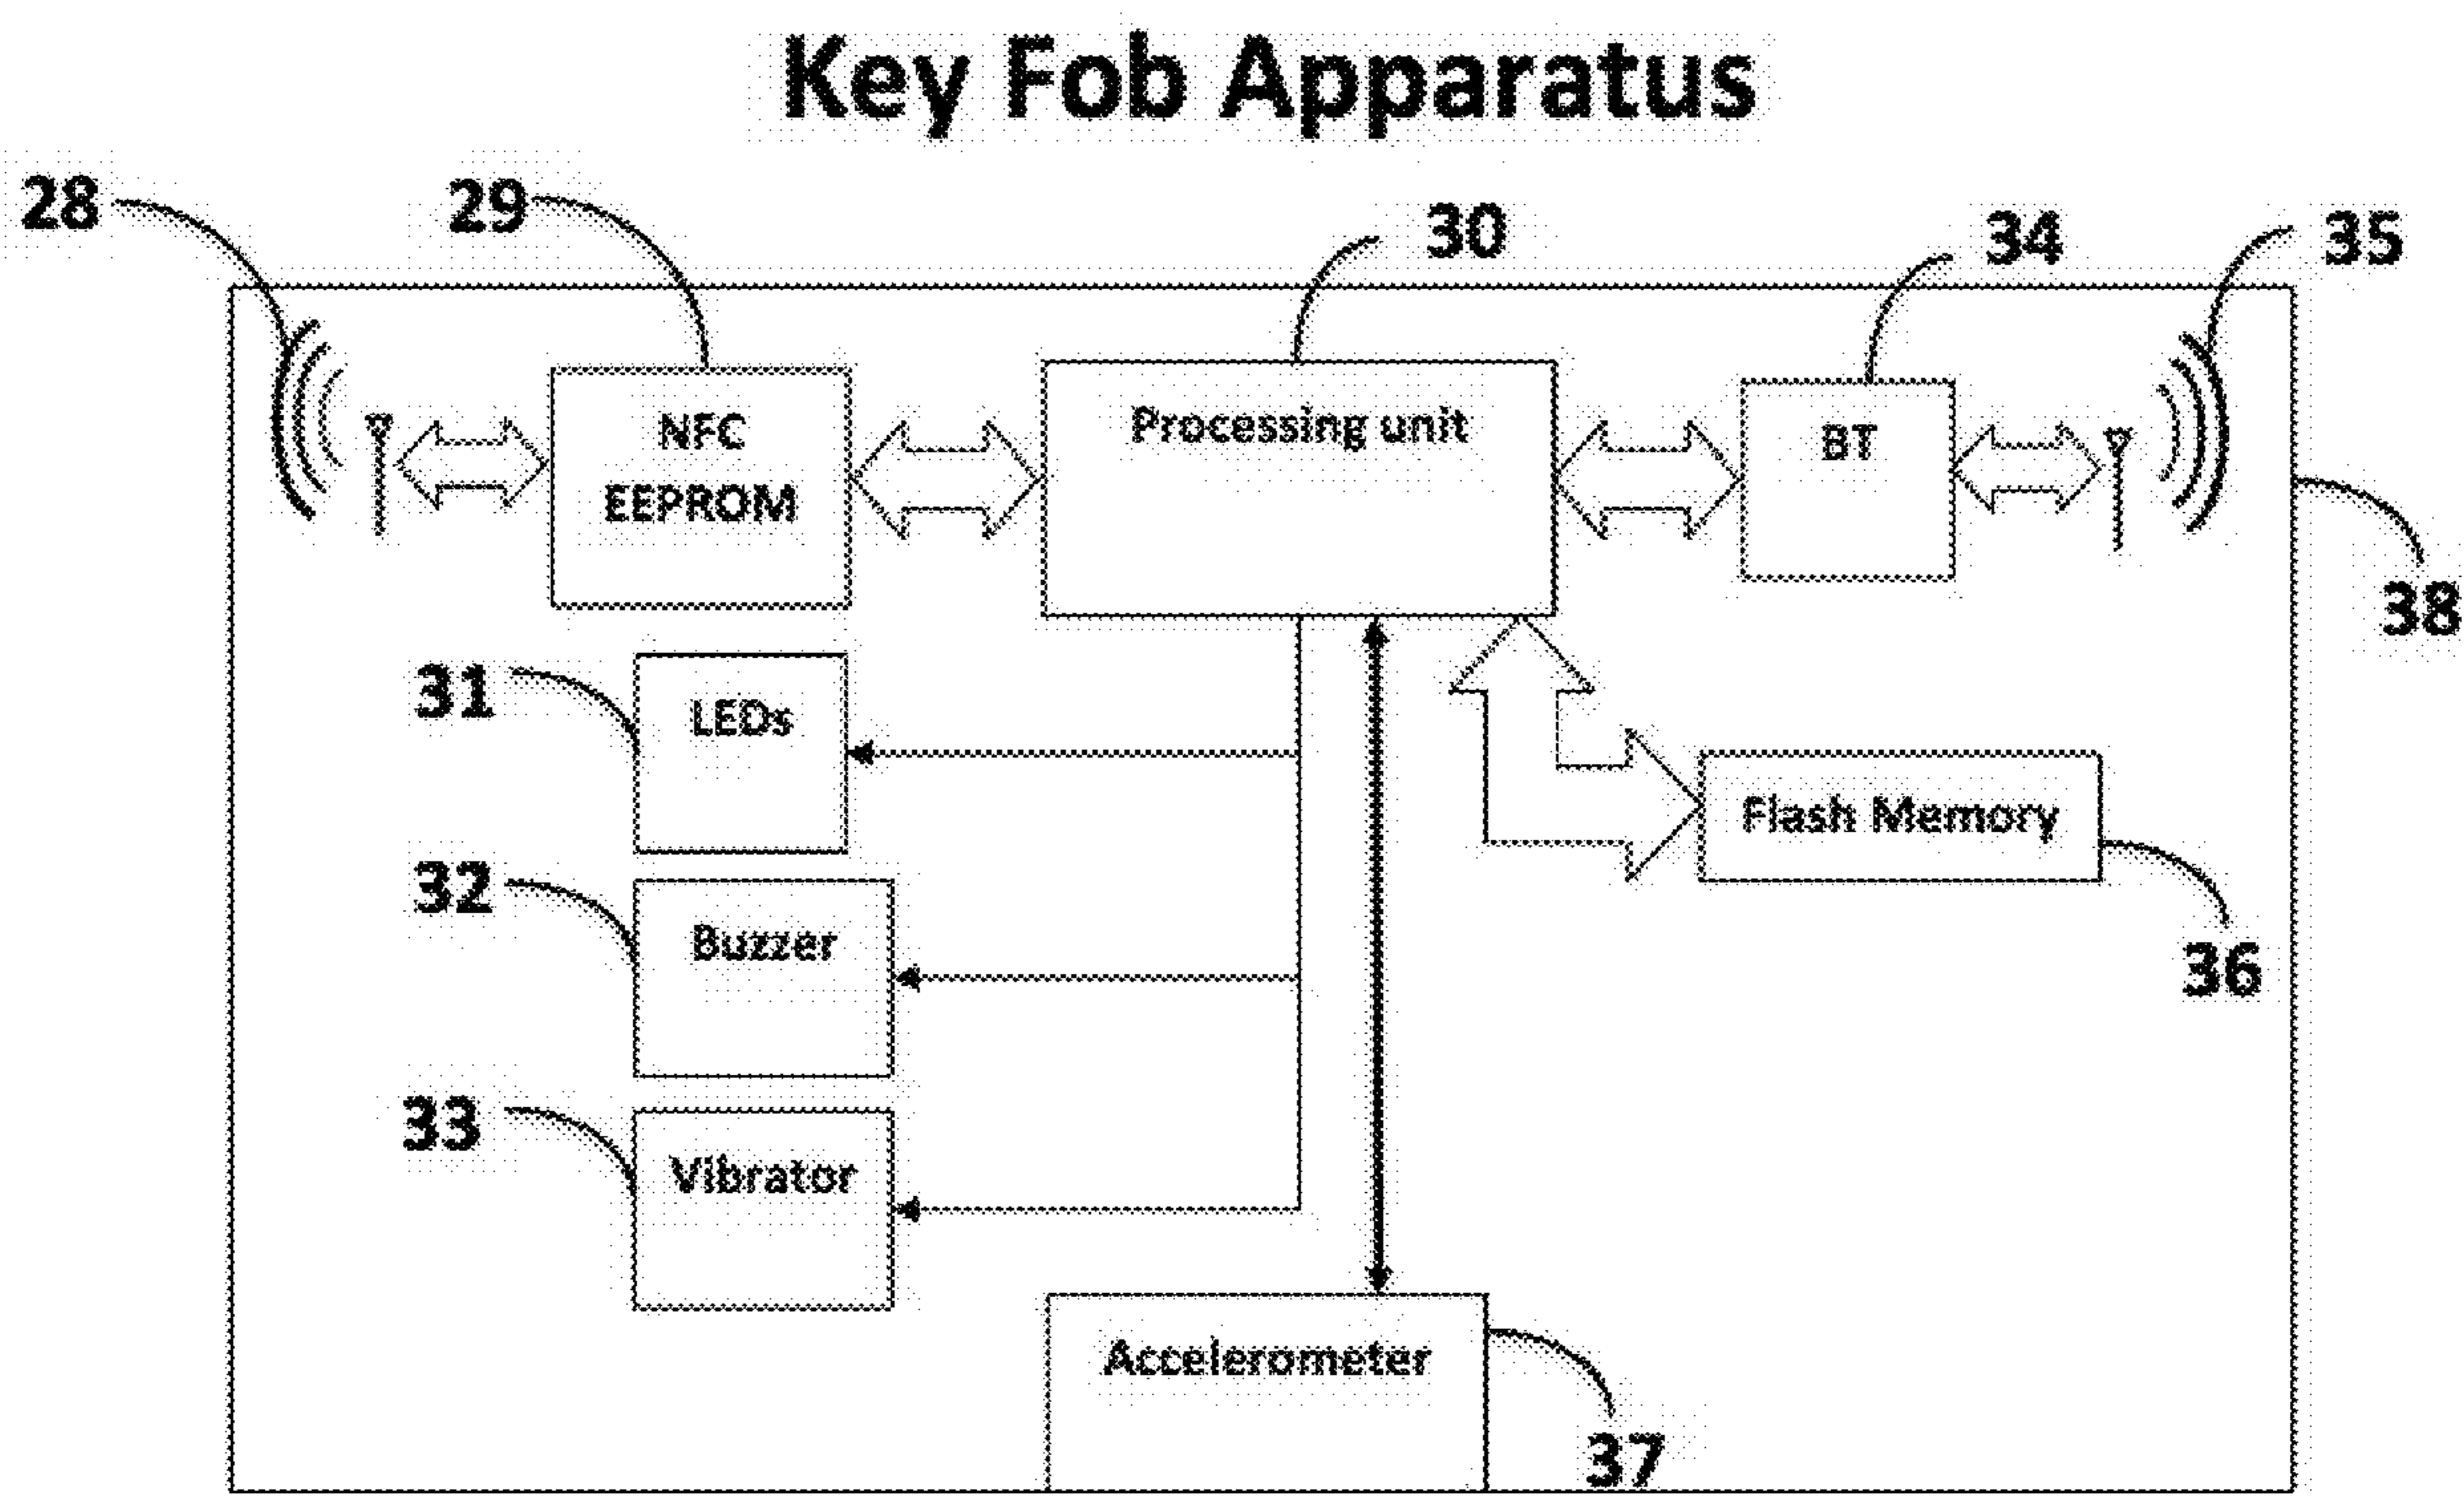 Key Fob Apparatus
28
29
30
34
35
NFC
EEPROM
Processing unit
BT
38
31
LEDs
Flash Memory
32
Buzzer
36
33
Vibrator
Accelerometer
37